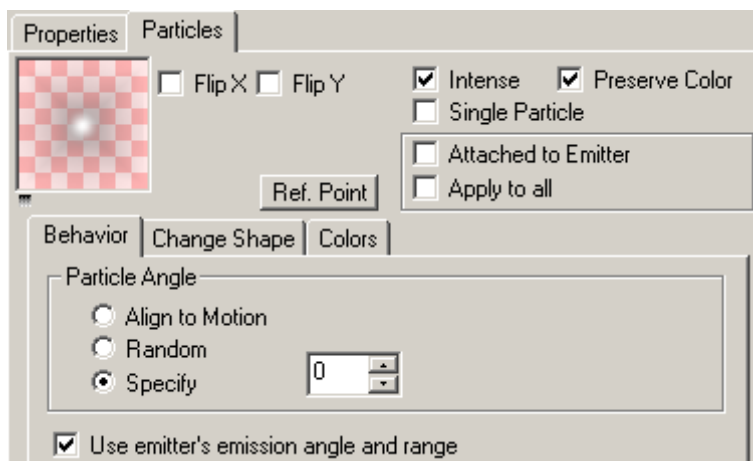 Properties Particles
Flip X Flip Y Intense Preserve Color
Single Particle
Attached to Emitter
Ref. Point Apply to all
Behavior Change Shape Colors
Particle Angle
Align to Motion
Random
Specify 0
Use emitter's emission angle and range